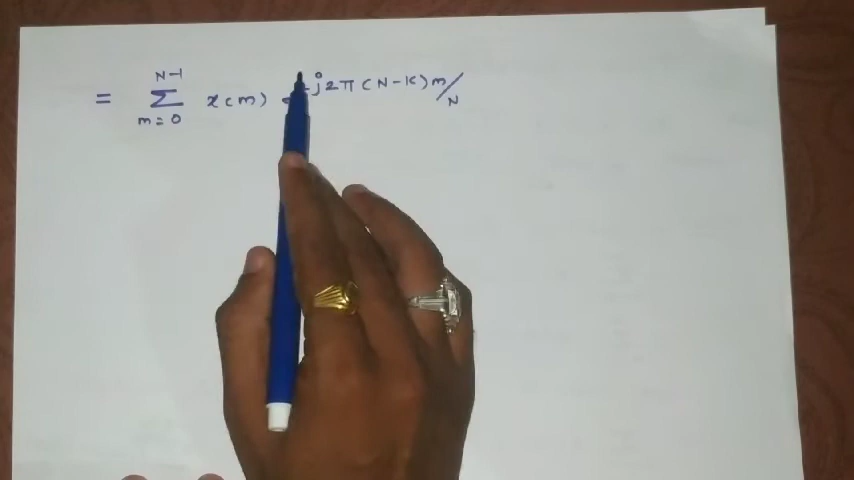 = N-1 Σ m=0 x(m) e-j2π(N-K)m/N